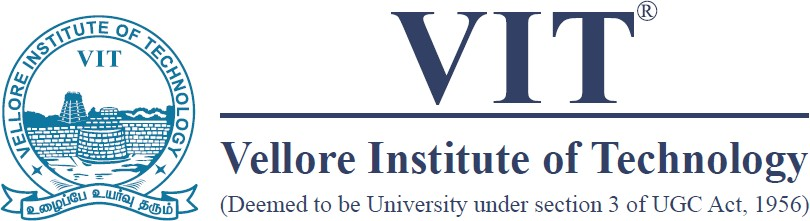 VELLORE INSTITUTE OF TECHNOLOGY
VIT
உழைப்பே உயர்வு தரும்
VIT®
Vellore Institute of Technology
(Deemed to be University under section 3 of UGC Act, 1956)